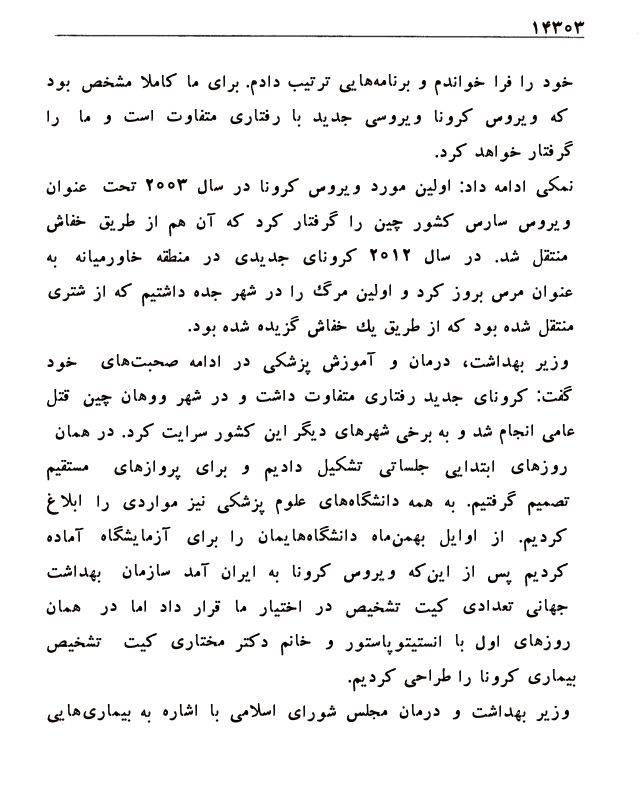 ۱۴۳۰۳
خود را فرا خواندم و برنامه‌هایی ترتیب دادم. برای ما کاملا مشخص بود
که ویروس کرونا ویروسی جدید با رفتاری متفاوت است و ما را
گرفتار خواهد کرد.
نمکی ادامه داد: اولین مورد ویروس کرونا در سال ۲۰۰۳ تحت عنوان
ویروس سارس کشور چین را گرفتار کرد که آن هم از طریق خفاش
منتقل شد. در سال ۲۰۱۲ کرونای جدیدی در منطقه خاورمیانه به
عنوان مرس بروز کرد و اولین مرگ را در شهر جده داشتیم که از شتری
منتقل شده بود که از طریق یك خفاش گزیده شده بود.
وزیر بهداشت، درمان و آموزش پزشکی در ادامه صحبت‌های خود
گفت: کرونای جدید رفتاری متفاوت داشت و در شهر ووهان چین قتل
عامی انجام شد و به برخی شهرهای دیگر این کشور سرایت کرد. در همان
روزهای ابتدایی جلساتی تشکیل دادیم و برای پروازهای مستقیم
تصمیم گرفتیم. به همه دانشگاه‌های علوم پزشکی نیز مواردی را ابلاغ
کردیم. از اوایل بهمن‌ماه دانشگاه‌هایمان را برای آزمایشگاه آماده
کردیم پس از این‌که ویروس کرونا به ایران آمد سازمان بهداشت
جهانی تعدادی کیت تشخیص در اختیار ما قرار داد اما در همان
روزهای اول با انستیتوپاستور و خانم دکتر مختاری کیت تشخیص
بیماری کرونا را طراحی کردیم.
وزیر بهداشت و درمان مجلس شورای اسلامی با اشاره به بیماری‌هایی